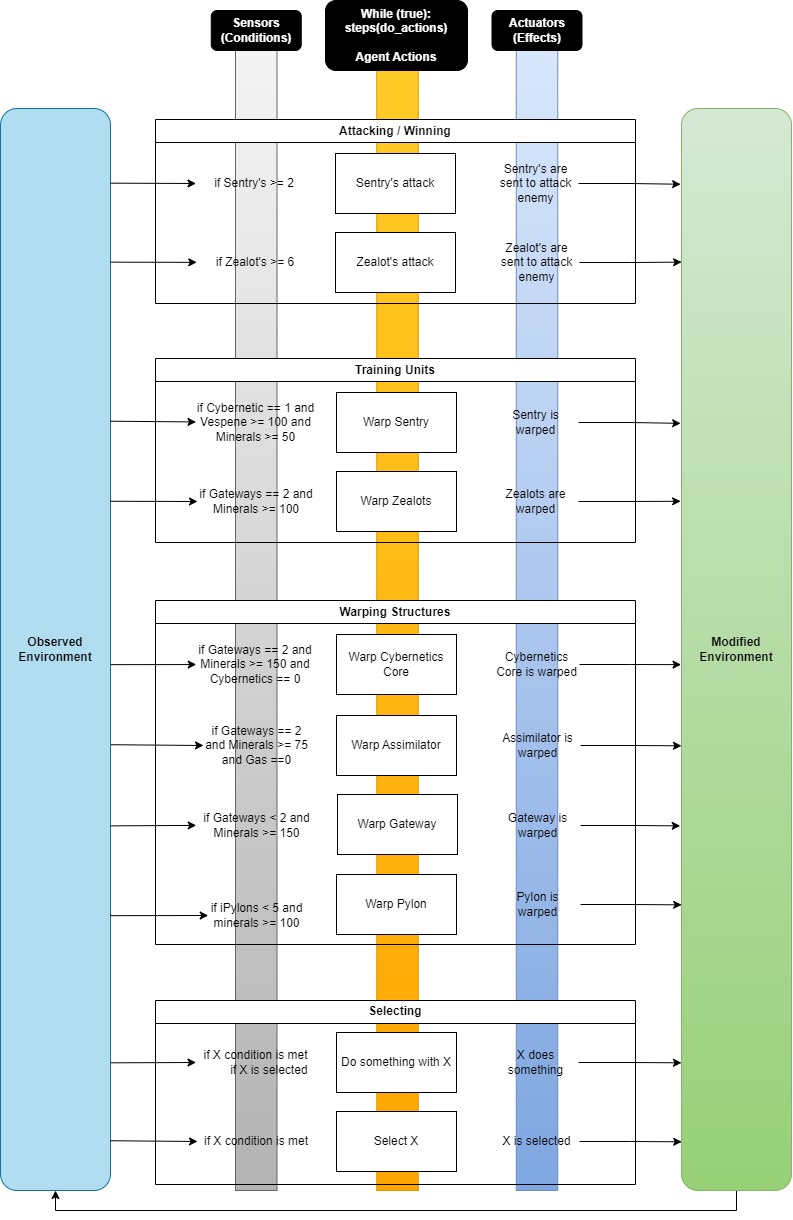 Sensors
(Conditions)
While (true):
steps(do_actions)
Agent Actions
Actuators
(Effects)
Observed
Environment
Modified
Environment
Attacking / Winning
if Sentry's >= 2
Sentry's attack
Sentry's are
sent to attack
enemy
if Zealot's >= 6
Zealot's attack
Zealot's are
sent to attack
enemy
Training Units
if Cybernetic == 1 and
Vespene >= 100 and
Minerals >= 50
Warp Sentry
Sentry is
warped
if Gateways == 2 and
Minerals >= 100
Warp Zealots
Zealots are
warped
Warping Structures
if Gateways == 2 and
Minerals >= 150 and
Cybernetics == 0
Warp Cybernetics
Core
Cybernetics
Core is warped
if Gateways == 2
and Minerals >= 75
and Gas ==0
Warp Assimilator
Assimilator is
warped
if Gateways < 2 and
Minerals >= 150
Warp Gateway
Gateway is
warped
if iPylons < 5 and
minerals >= 100
Warp Pylon
Pylon is
warped
Selecting
if X condition is met
if X is selected
Do something with X
X does
something
if X condition is met
Select X
X is selected